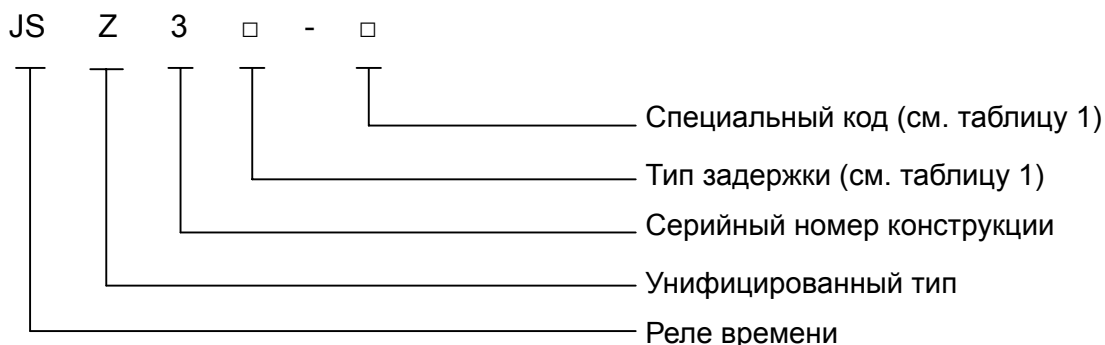 JS Z 3 □ - □
Специальный код (см. таблицу 1)
Тип задержки (см. таблицу 1)
Серийный номер конструкции
Унифицированный тип
Реле времени